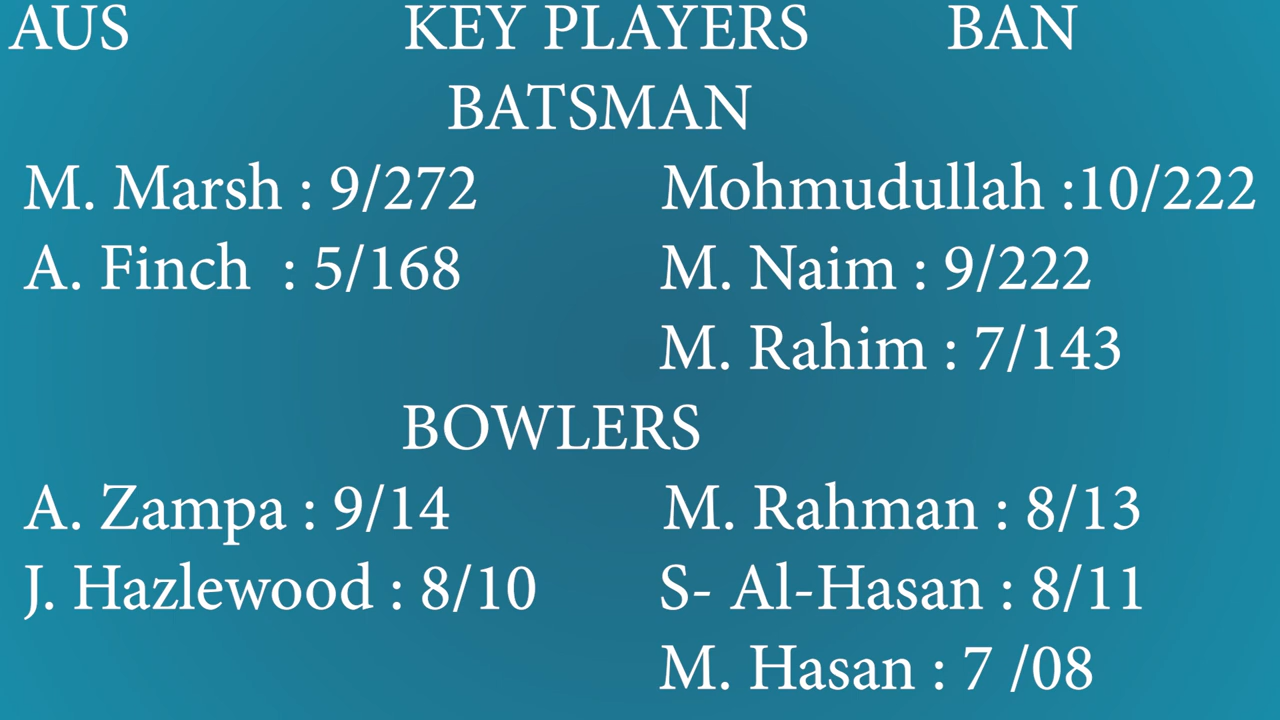 AUS KEY PLAYERS BAN
BATSMAN
M. Marsh : 9/272 Mohmudullah :10/222
A. Finch : 5/168 M. Naim : 9/222
M. Rahim : 7/143
BOWLERS
A. Zampa : 9/14 M. Rahman : 8/13
J. Hazlewood : 8/10 S- Al-Hasan : 8/11
M. Hasan : 7 /08